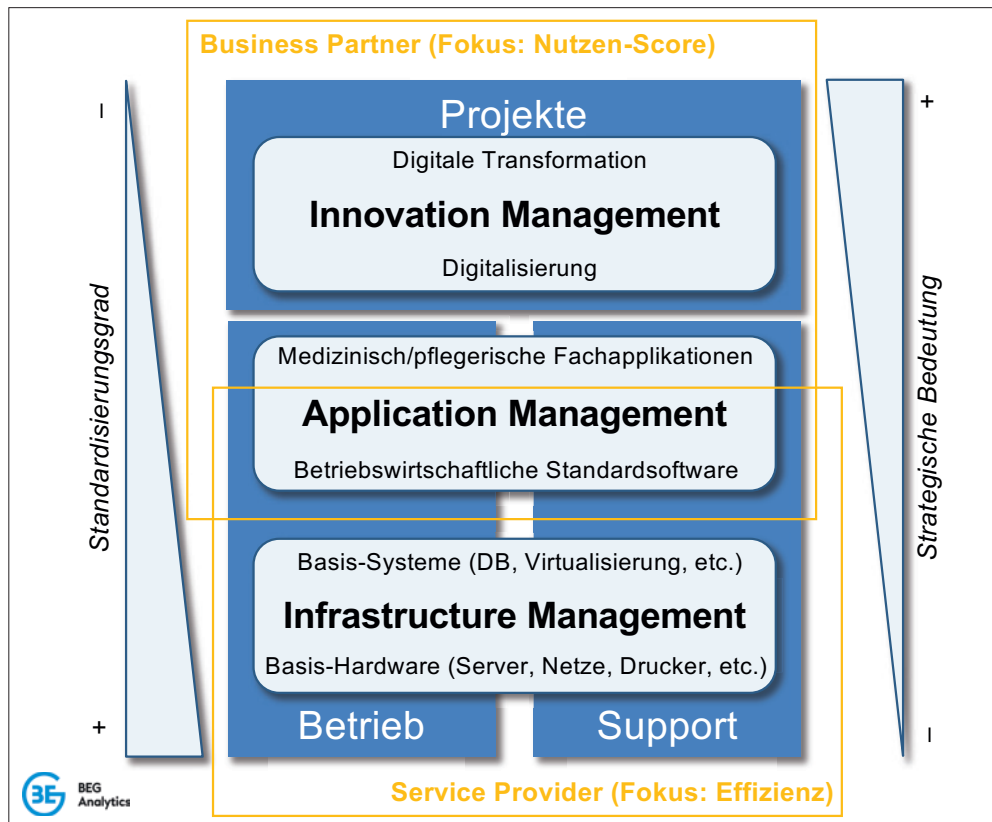 Business Partner (Fokus: Nutzen-Score)
–
+
Projekte
Digitale Transformation
Innovation Management
Digitalisierung
Standardisierungsgrad
Strategische Bedeutung
Medizinisch/pflegerische Fachapplikationen
Application Management
Betriebswirtschaftliche Standardsoftware
Basis-Systeme (DB, Virtualisierung, etc.)
Infrastructure Management
Basis-Hardware (Server, Netze, Drucker, etc.)
+
–
Betrieb
Support
BEG
Analytics
Service Provider (Fokus: Effizienz)